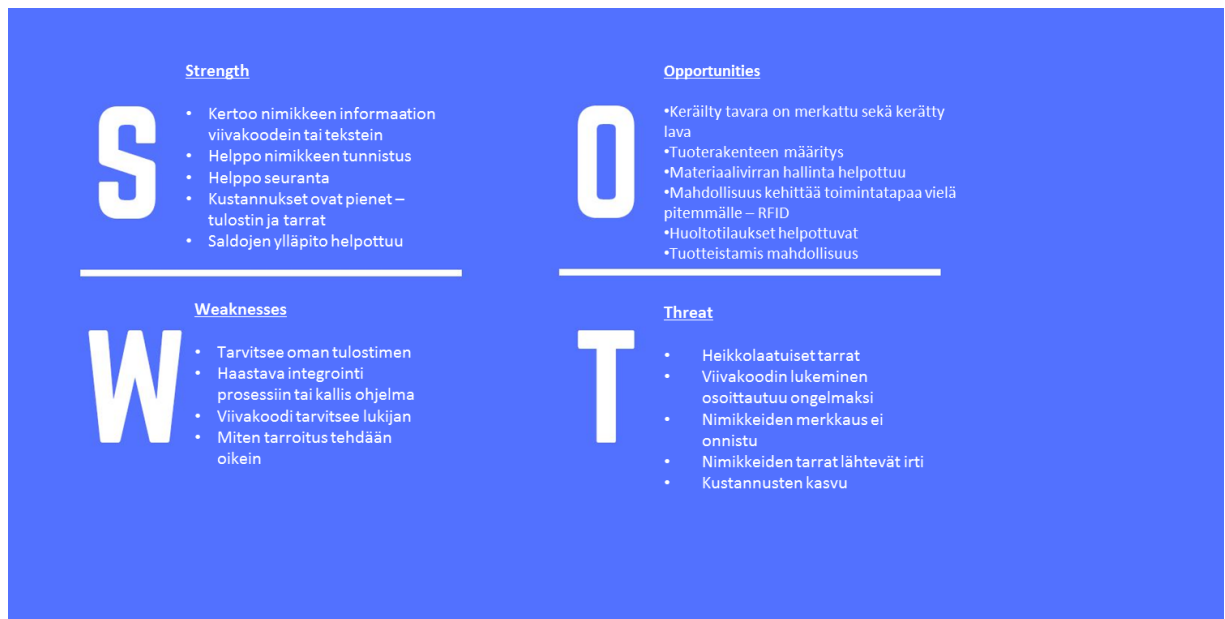 Strength
S
• Kertoo nimikkeen informaation
viivakoodein tai tekstein
• Helppo nimikkeen tunnistus
• Helppo seuranta
• Kustannukset ovat pienet –
tulostin ja tarrat
• Saldojen ylläpito helpottuu
Opportunities
O
•Keräilty tavara on merkattu sekä kerätty
lava
•Tuoterakenteen määritys
•Materiaalivirran hallinta helpottuu
•Mahdollisuus kehittää toimintatapaa vielä
pitemmälle – RFID
•Huoltotilaukset helpottuvat
•Tuotteistamis mahdollisuus
Weaknesses
W
• Tarvitsee oman tulostimen
• Haastava integrointi
prosessiin tai kallis ohjelma
• Viivakoodi tarvitsee lukijan
• Miten tarroitus tehdään
oikein
Threat
T
• Heikkolaatuiset tarrat
• Viivakoodin lukeminen
osoittautuu ongelmaksi
• Nimikkeiden merkkaus ei
onnistu
• Nimikkeiden tarrat lähtevät irti
• Kustannusten kasvu